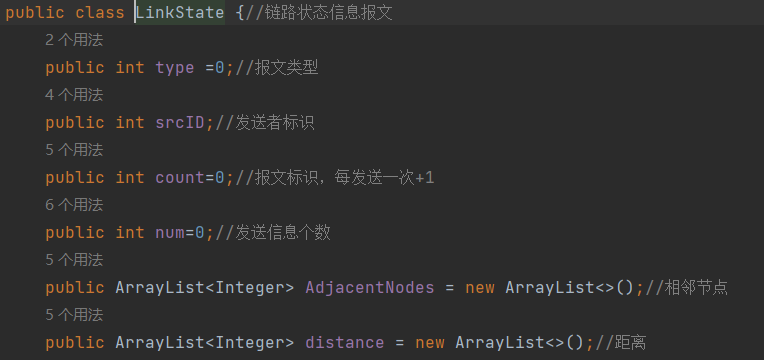 public class LinkState {//链路状态信息报文
2 个用法
public int type =0;//报文类型
4 个用法
public int srcID;//发送者标识
5 个用法
public int count=0;//报文标识，每发送一次+1
6 个用法
public int num=0;//发送信息个数
5 个用法
public ArrayList<Integer> AdjacentNodes = new ArrayList<>();//相邻节点
5 个用法
public ArrayList<Integer> distance = new ArrayList<>();//距离